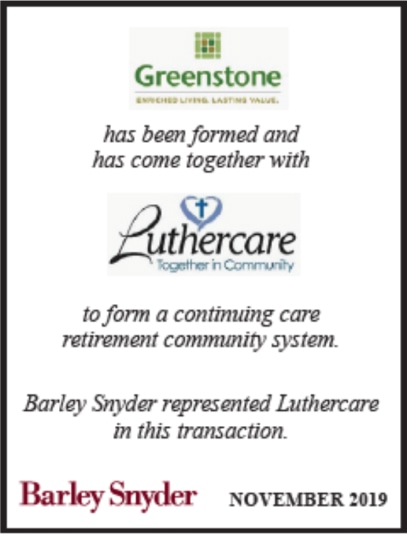 Greenstone
ENRICHED LIVING. LASTING VALUE.
has been formed and
has come together with
Luthercare
Together in Community
to form a continuing care
retirement community system.
Barley Snyder represented Luthercare
in this transaction.
Barley Snyder NOVEMBER 2019